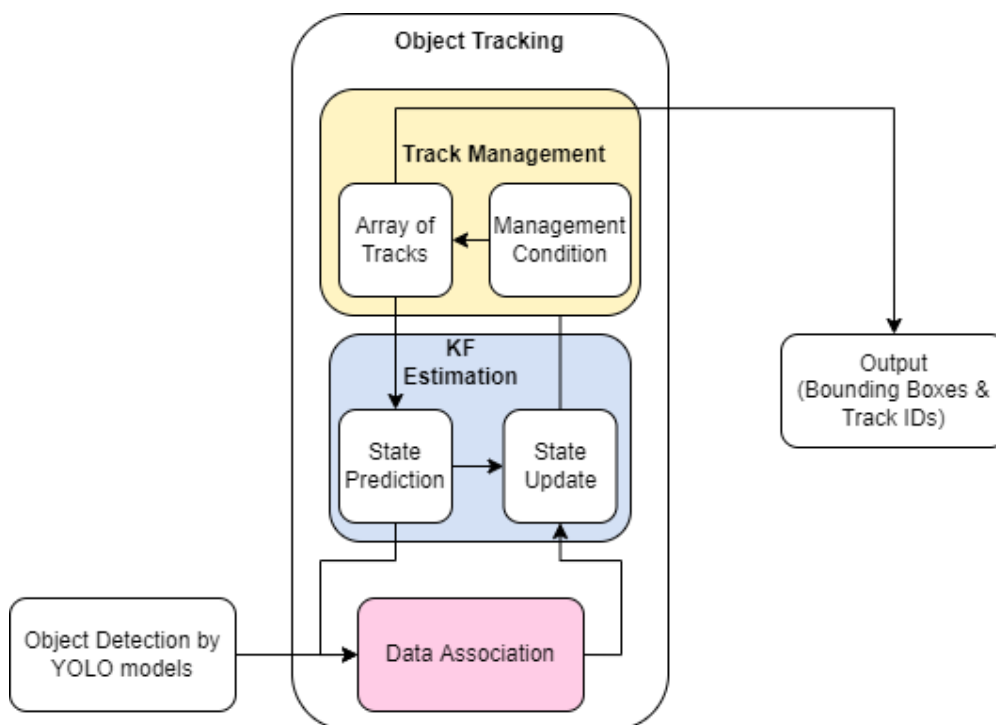 Object Tracking
Track Management
Array of
Tracks
Management
Condition
KF
Estimation
State
Prediction
State
Update
Output
(Bounding Boxes &
Track IDs)
Object Detection by
YOLO models
Data Association